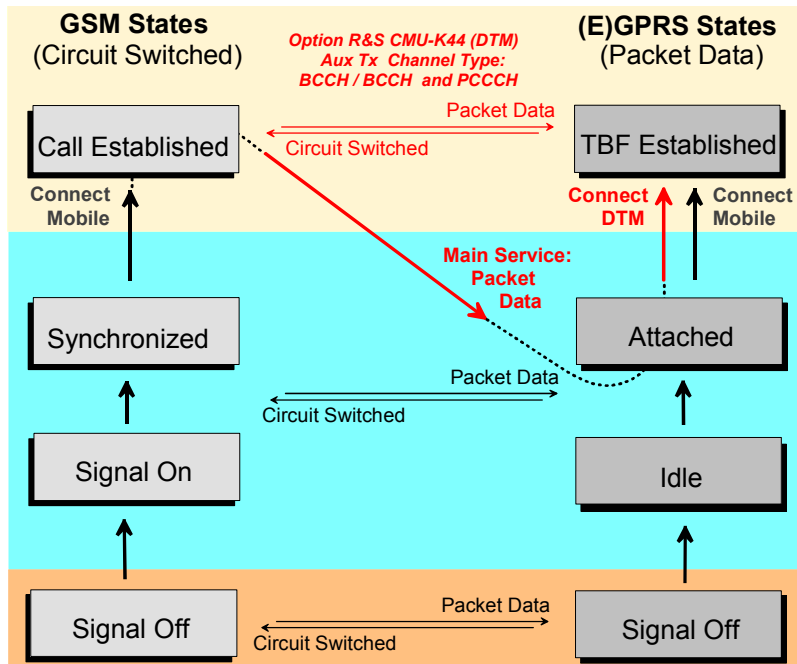 GSM States
(Circuit Switched)
Option R&S CMU-K44 (DTM)
Aux Tx Channel Type:
BCCH / BCCH and PCCCH
(E)GPRS States
(Packet Data)
Call Established
Packet Data
Circuit Switched
TBF Established
Connect
Mobile
Connect
DTM
Connect
Mobile
Main Service:
Packet
Data
Synchronized
Attached
Packet Data
Circuit Switched
Signal On
Idle
Signal Off
Packet Data
Circuit Switched
Signal Off